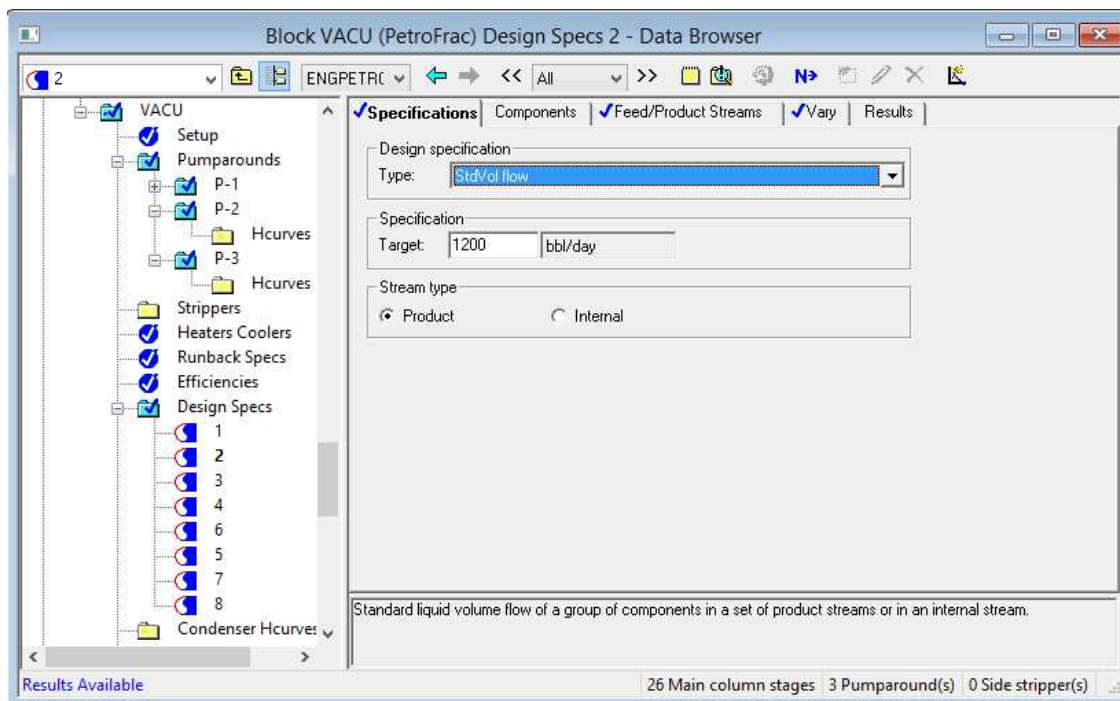 Block VACU (PetroFrac) Design Specs 2 - Data Browser
2 ENGPETRC << All >> N
VACU
Setup
Pumparounds
P-1
P-2
Hcurves
P-3
Hcurves
Strippers
Heaters Coolers
Runback Specs
Efficiencies
Design Specs
1
2
3
4
6
5
7
8
Condenser Hcurves
Specifications Components Feed/Product Streams Vary Results
Design specification
Type: StdVol flow
Specification
Target: 1200 bbl/day
Stream type
Product Internal
Standard liquid volume flow of a group of components in a set of product streams or in an internal stream.
Results Available 26 Main column stages 3 Pumparound(s) 0 Side stripper(s)